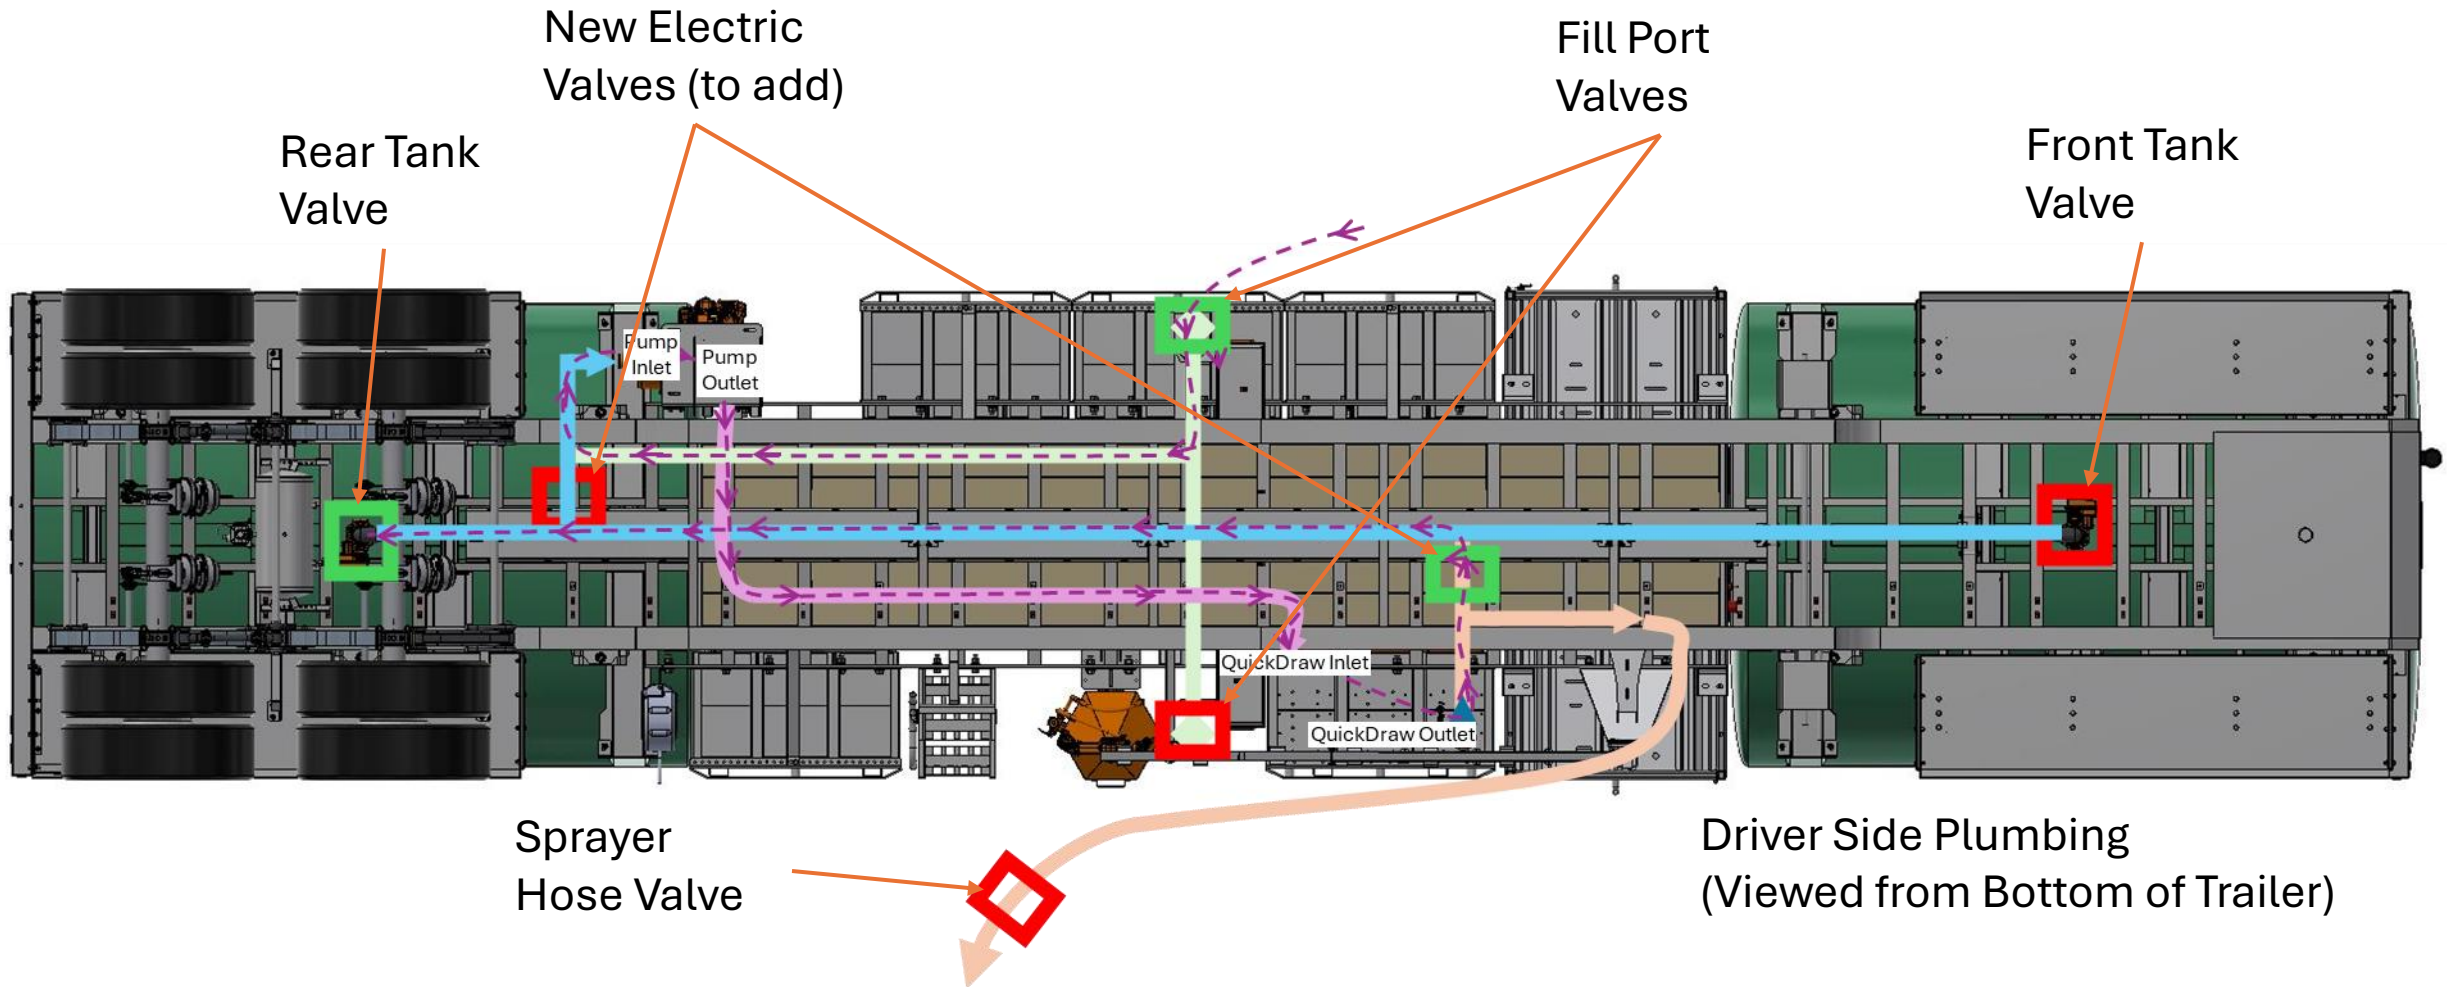 New Electric
Valves (to add)
Fill Port
Valves
Rear Tank
Valve
Front Tank
Valve
Pump
Inlet
Pump
Outlet
QuickDraw Inlet
QuickDraw Outlet
Sprayer
Hose Valve
Driver Side Plumbing
(Viewed from Bottom of Trailer)